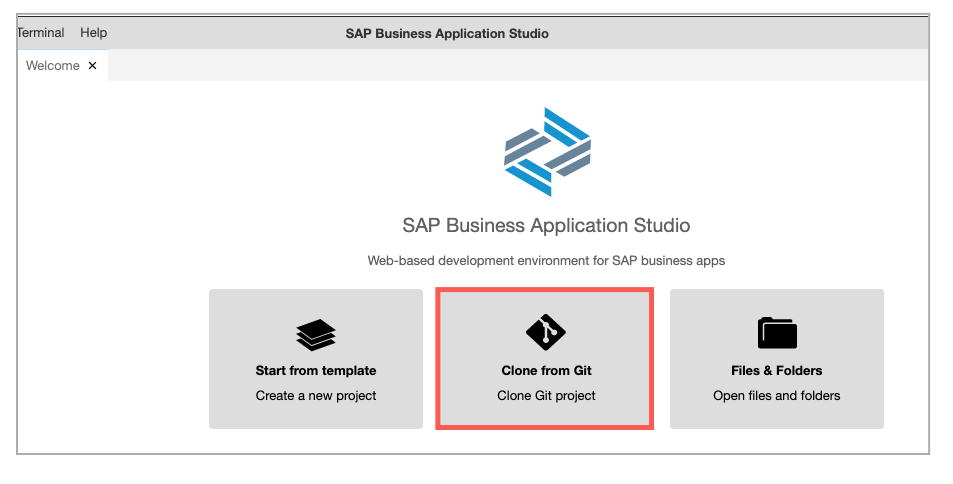 Terminal Help
SAP Business Application Studio
Welcome ×
SAP Business Application Studio
Web-based development environment for SAP business apps
Start from template
Create a new project
Clone from Git
Clone Git project
Files & Folders
Open files and folders